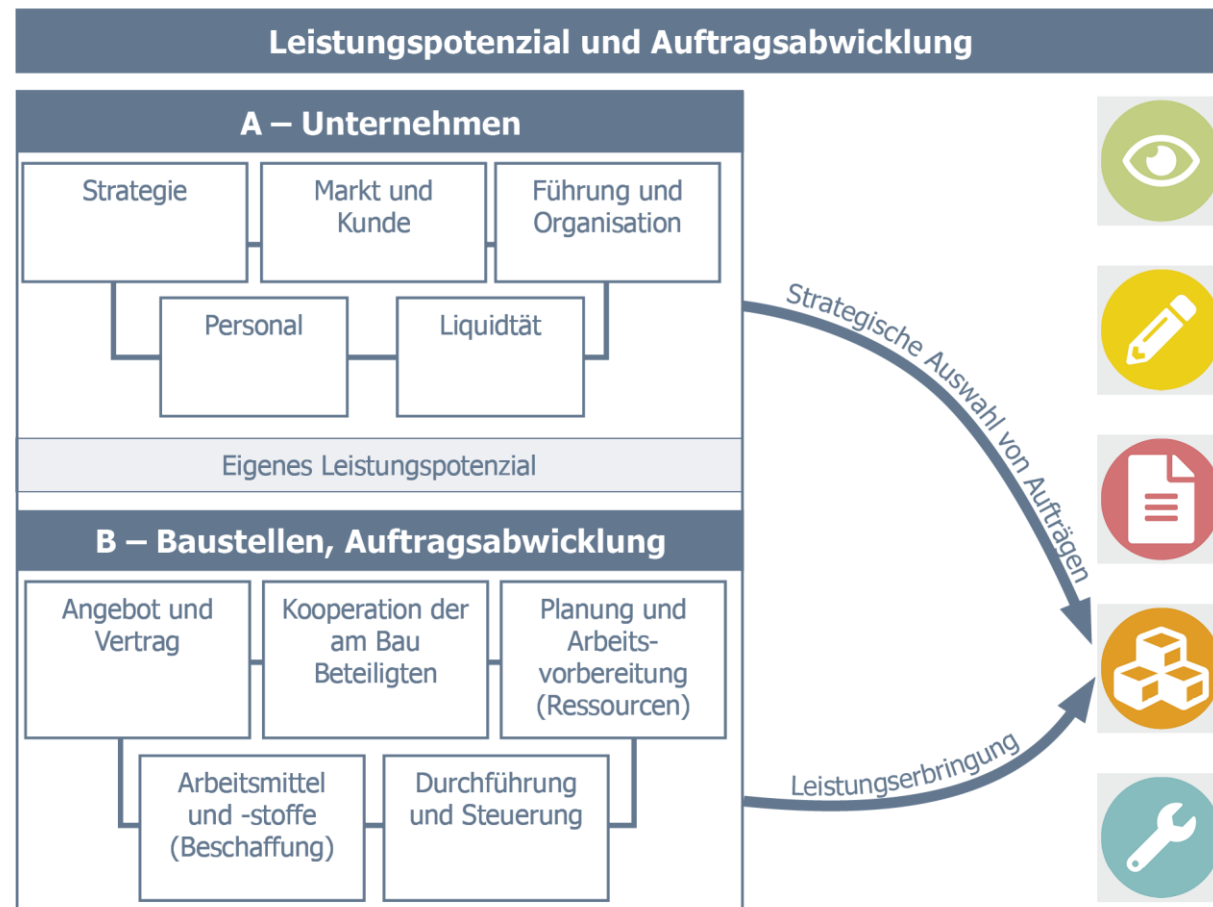 Leistungspotenzial und Auftragsabwicklung
A – Unternehmen
Strategie
Markt und
Kunde
Führung und
Organisation
Personal
Liquidtät
Eigenes Leistungspotenzial
B – Baustellen, Auftragsabwicklung
Angebot und
Vertrag
Kooperation der
am Bau
Beteiligten
Planung und
Arbeits-
vorbereitung
(Ressourcen)
Arbeitsmittel
und -stoffe
(Beschaffung)
Durchführung
und Steuerung
Strategische Auswahl von Aufträgen
Leistungserbringung